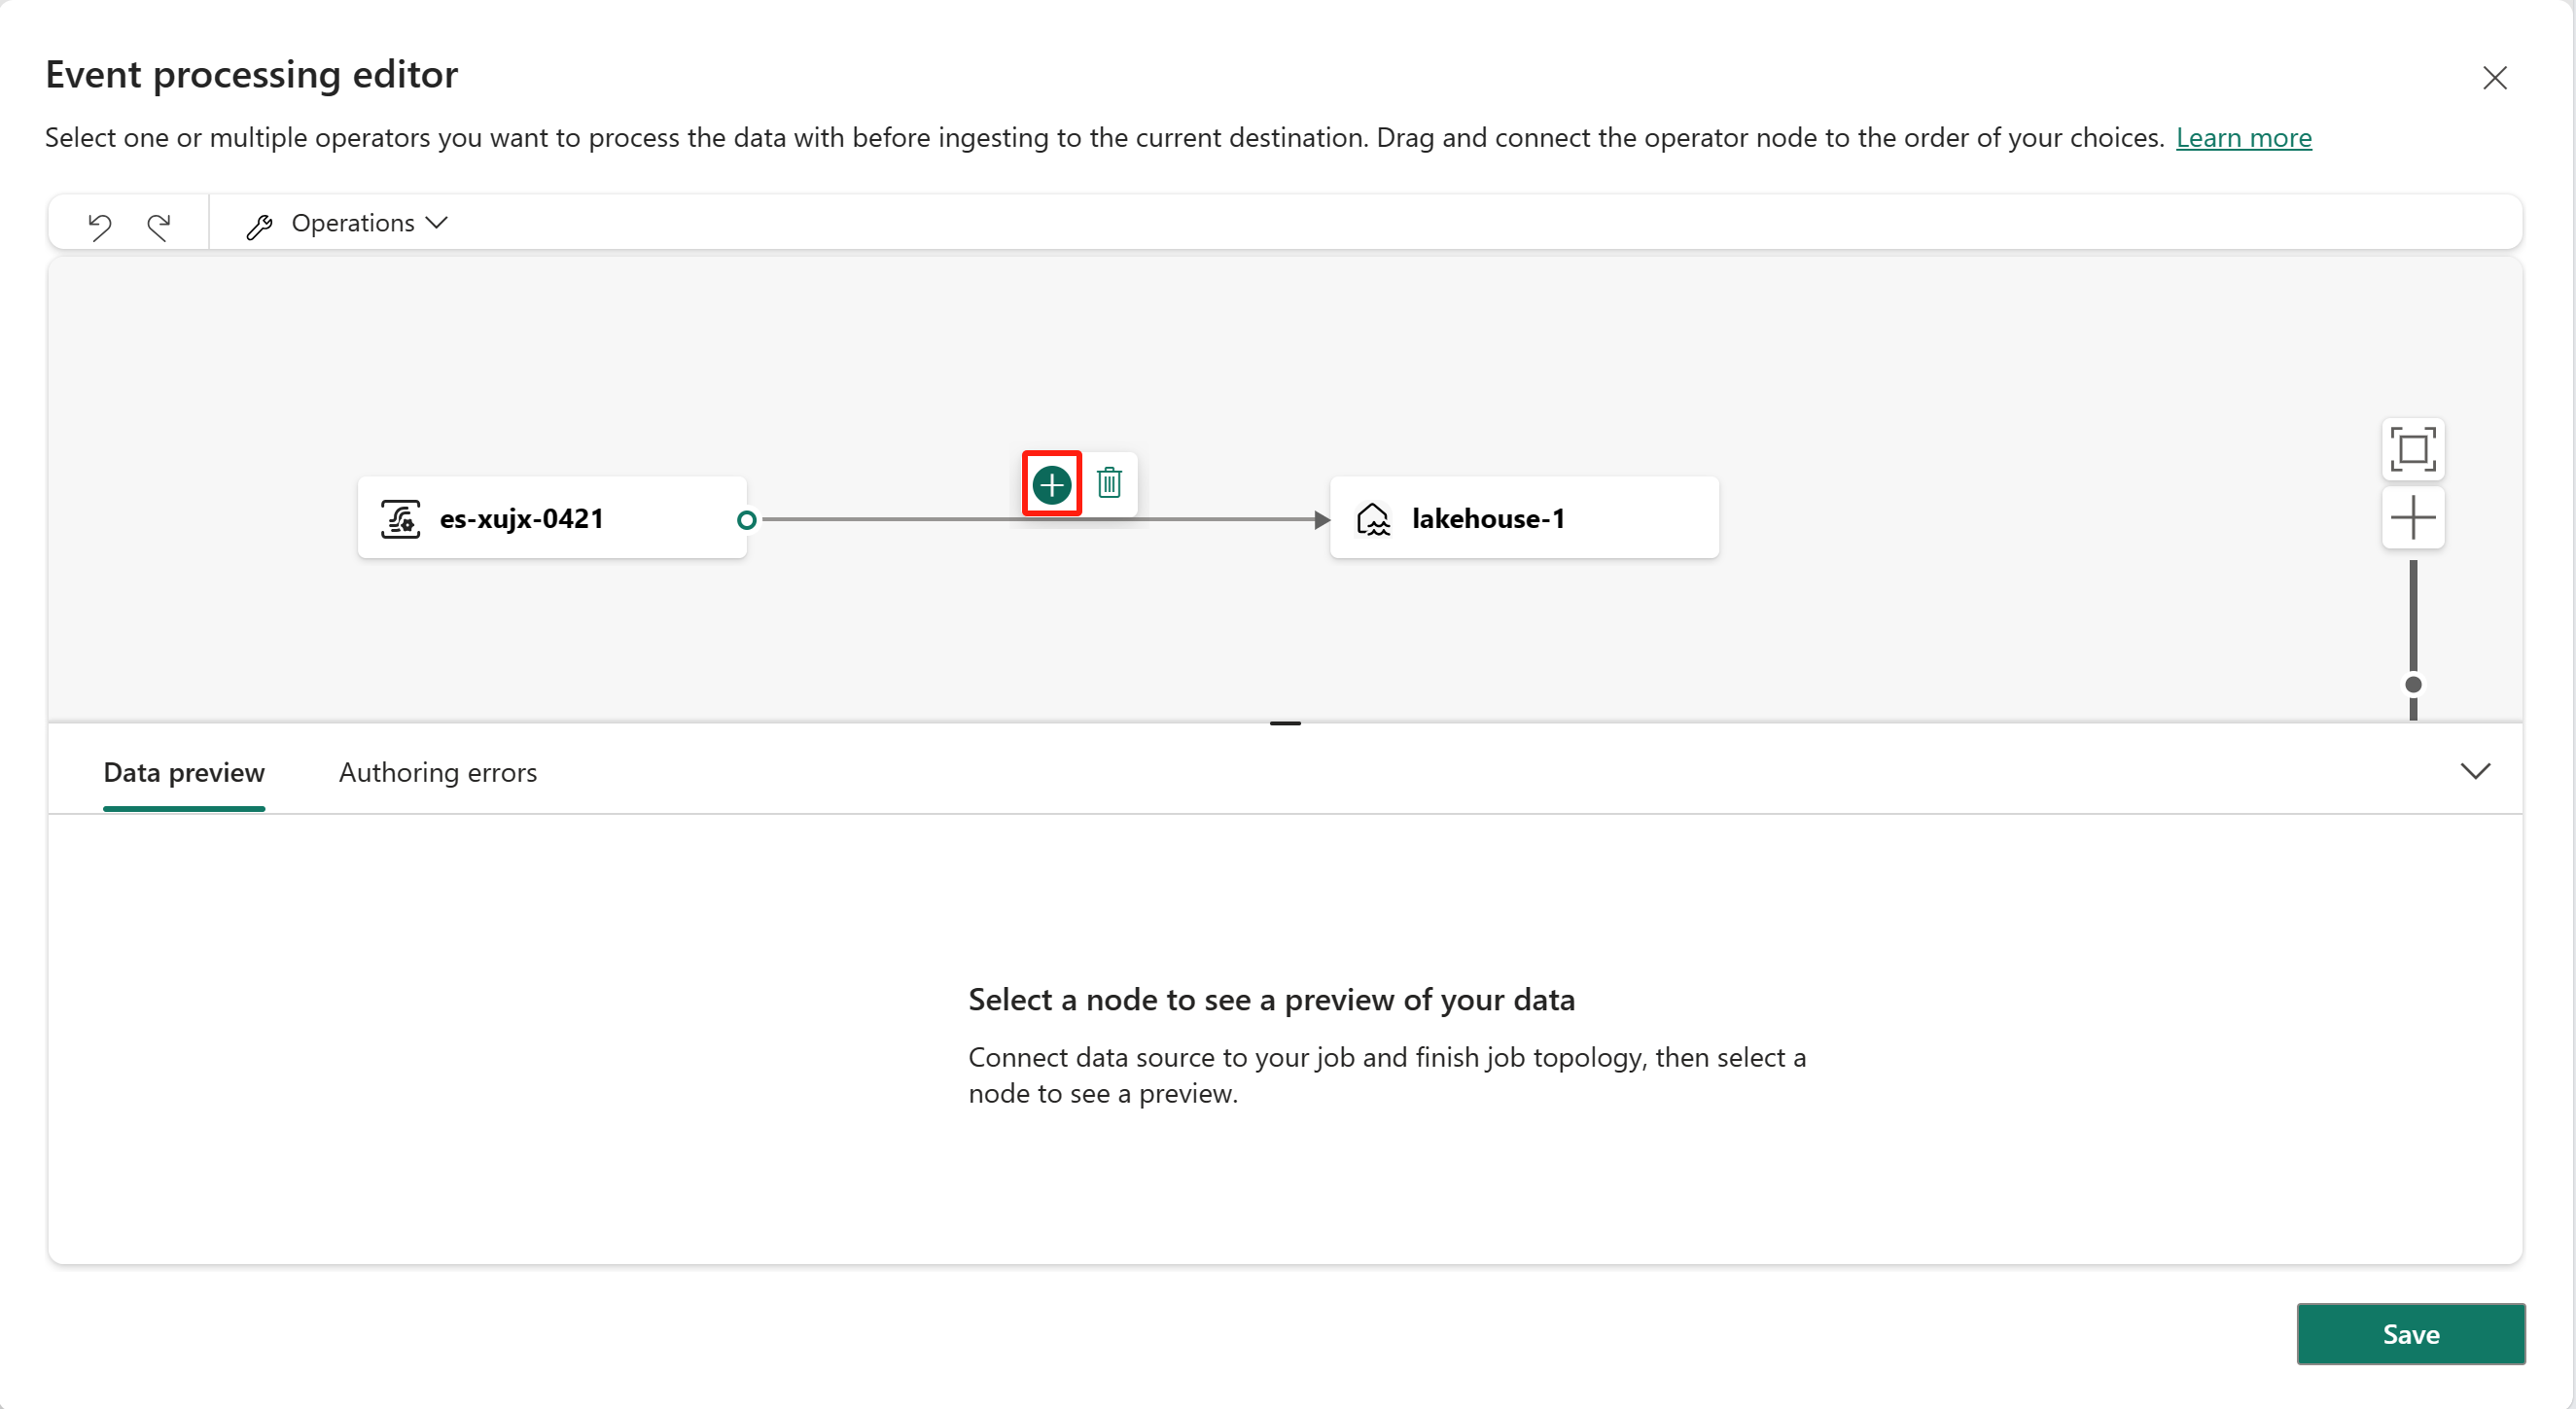 Event processing editor
Select one or multiple operators you want to process the data with before ingesting to the current destination. Drag and connect the operator node to the order of your choices. Learn more
Operations
es-xujx-0421
lakehouse-1
Data preview
Authoring errors
Select a node to see a preview of your data
Connect data source to your job and finish job topology, then select a
node to see a preview.
Save